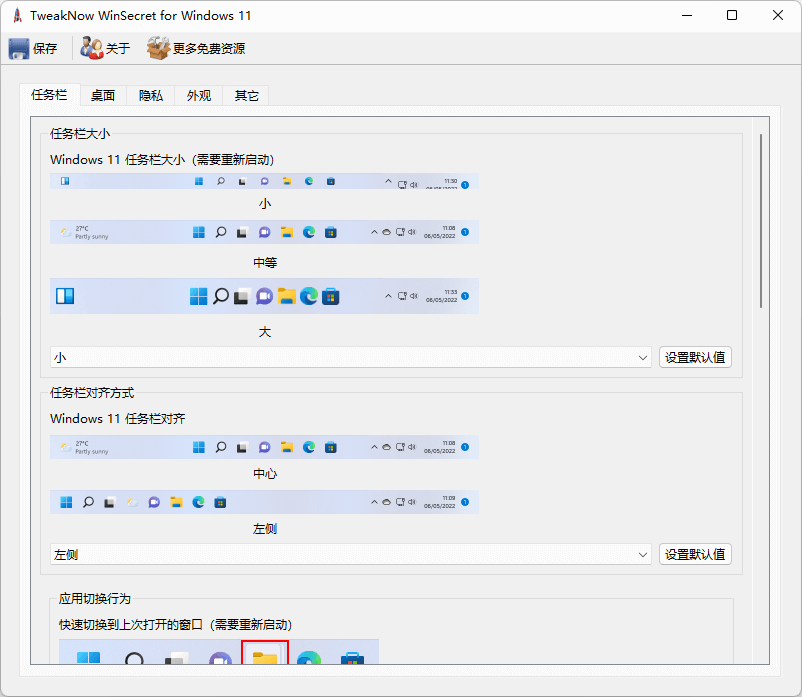 TweakNow WinSecret for Windows 11
保存
关于
更多免费资源
任务栏
桌面
隐私
外观
其它
任务栏大小
Windows 11 任务栏大小（需要重新启动）
11:30
小
27°C
Partly sunny
11:08
06/05/2022
1
中等
11:33
06/05/2022
1
大
小
设置默认值
任务栏对齐方式
Windows 11 任务栏对齐
27°C
Partly sunny
11:08
06/05/2022
1
中心
11:09
06/05/2022
1
左侧
左侧
设置默认值
应用切换行为
快速切换到上次打开的窗口（需要重新启动）